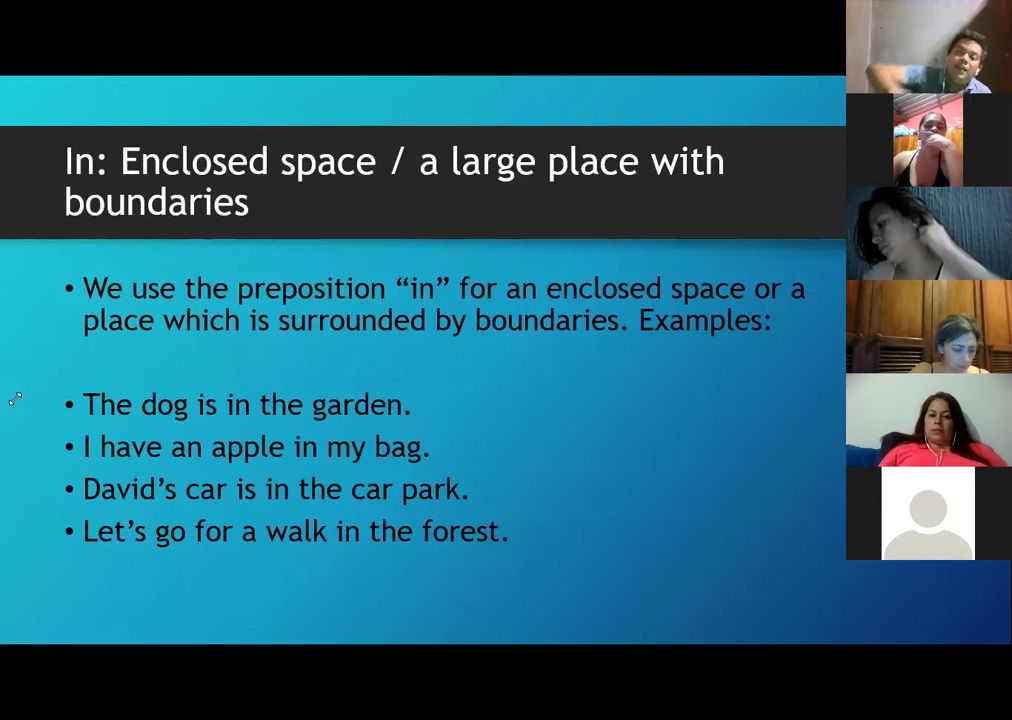 In: Enclosed space / a large place with
boundaries
• We use the preposition “in” for an enclosed space or a
place which is surrounded by boundaries. Examples:
• The dog is in the garden.
• I have an apple in my bag.
• David’s car is in the car park.
• Let’s go for a walk in the forest.